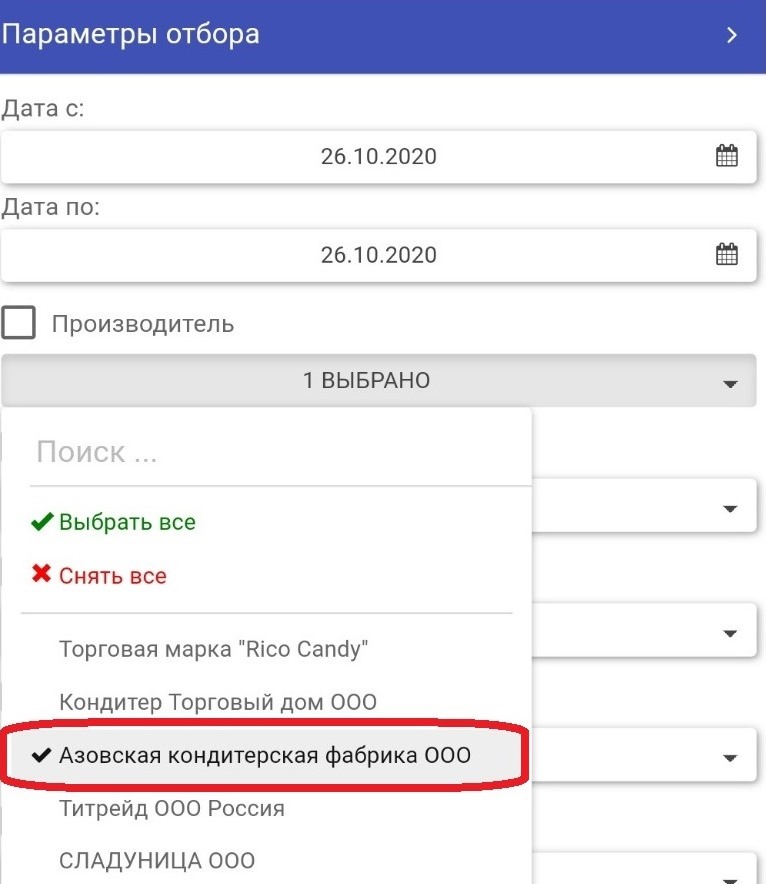 Параметры отбора
Дата с:
26.10.2020
Дата по:
26.10.2020
Производитель
1 ВЫБРАНО
Поиск ...
Выбрать все
Снять все
Торговая марка "Rico Candy"
Кондитер Торговый дом ООО
Азовская кондитерская фабрика ООО
Титрейд ООО Россия
СЛАДУНИЦА ООО